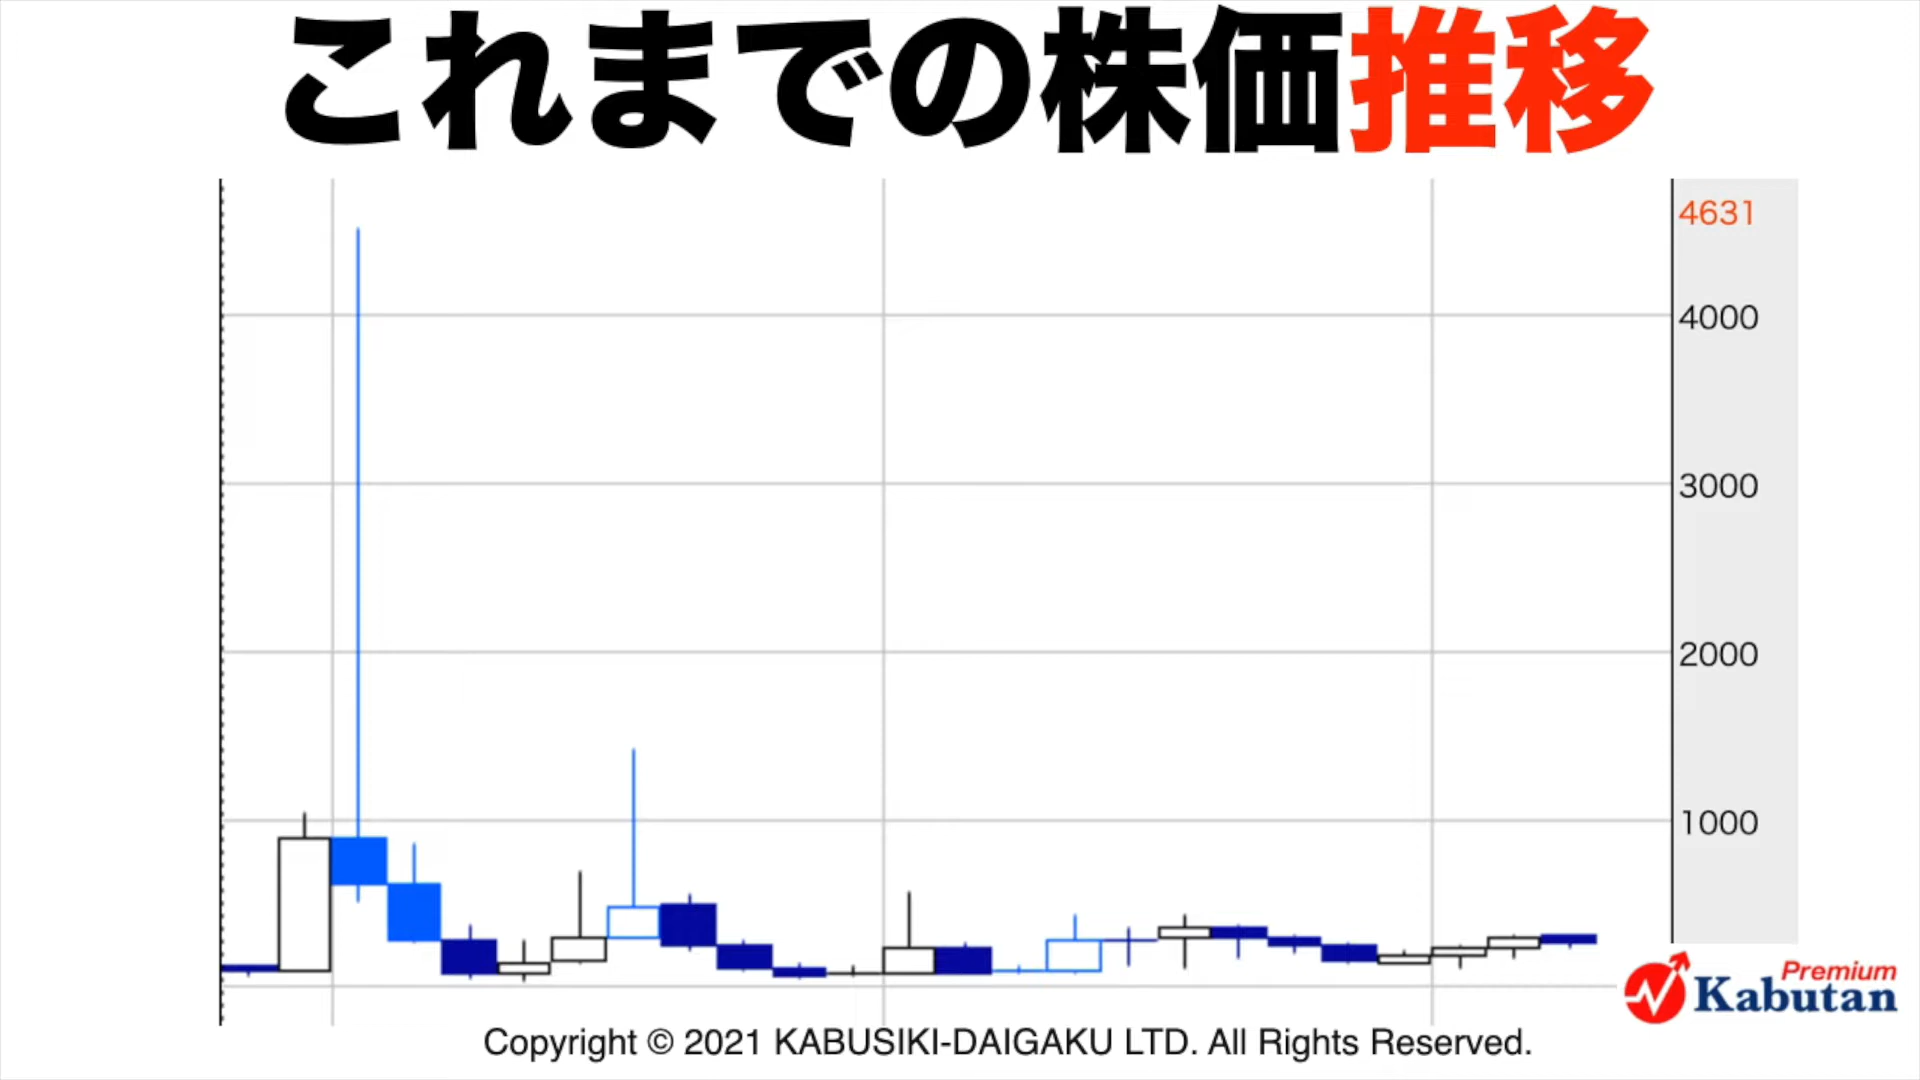 これまでの株価推移
4631
4000
3000
2000
1000
Premium
Kabutan
Copyright © 2021 KABUSIKI-DAIGAKU LTD. All Rights Reserved.